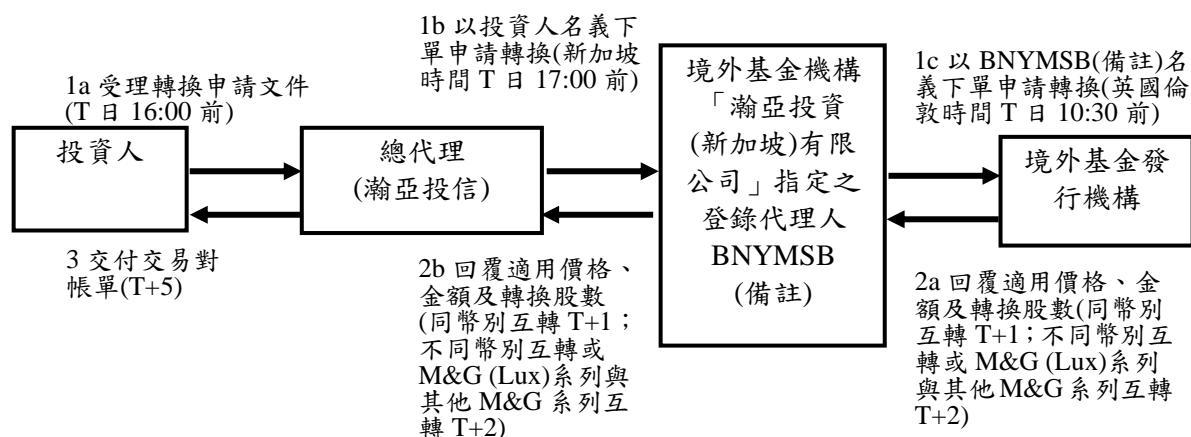 1a 受理轉換申請文件
(T 日 16:00 前)
1b 以投資人名義下
單申請轉換(新加坡
時間 T 日 17:00 前)
1c 以 BNYMSB(備註)名
義下單申請轉換(英國倫
敦時間 T 日 10:30 前)
投資人
總代理
(瀚亞投信)
境外基金機構
「瀚亞投資
(新加坡)有限
公司」指定之
登錄代理人
BNYMSB
(備註)
境外基金發
行機構
3 交付交易對
帳單(T+5)
2b 回覆適用價格、
金額及轉換股數
(同幣別互轉 T+1；
不同幣別互轉或
M&G (Lux)系列與
其他 M&G 系列互
轉 T+2)
2a 回覆適用價格、金
額及轉換股數(同幣別
互轉 T+1；不同幣別互
轉或 M&G (Lux)系列
與其他 M&G 系列互轉
T+2)